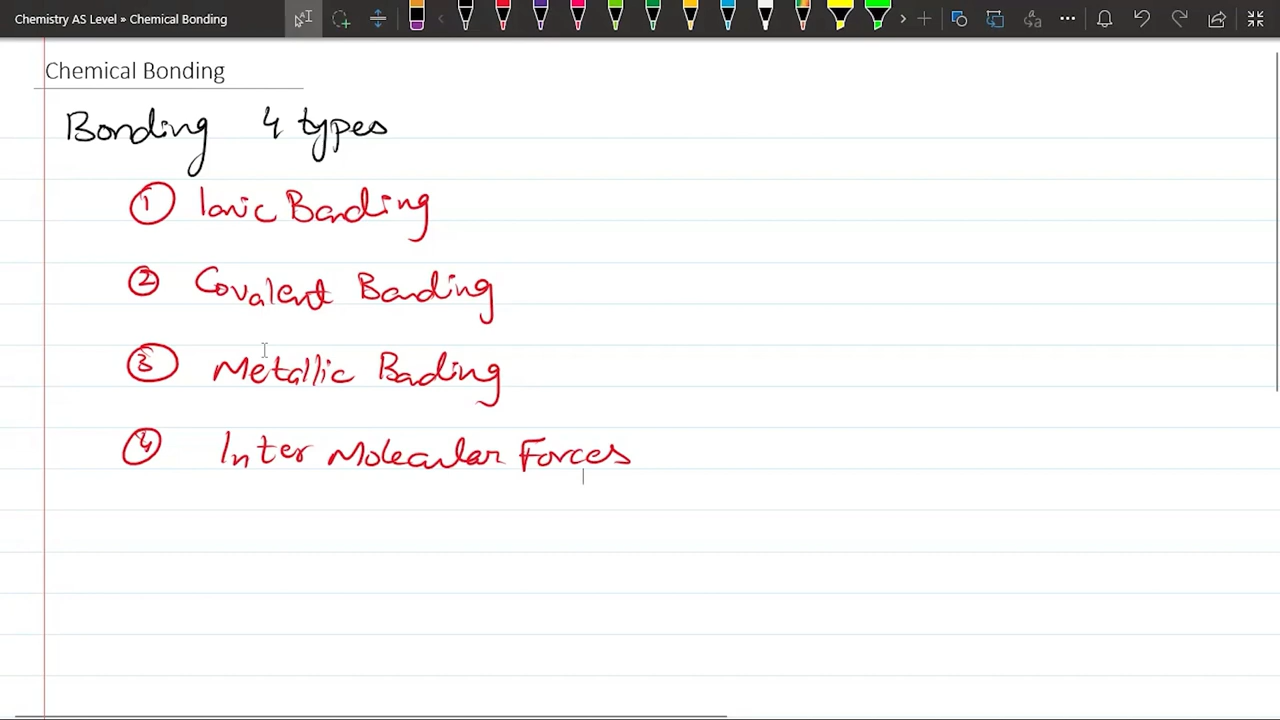 Chemistry AS Level » Chemical Bonding
Chemical Bonding
Bonding 4 types
① Ionic Bonding
② Covalent Bonding
③ Metallic Bonding
④ Inter Molecular Forces